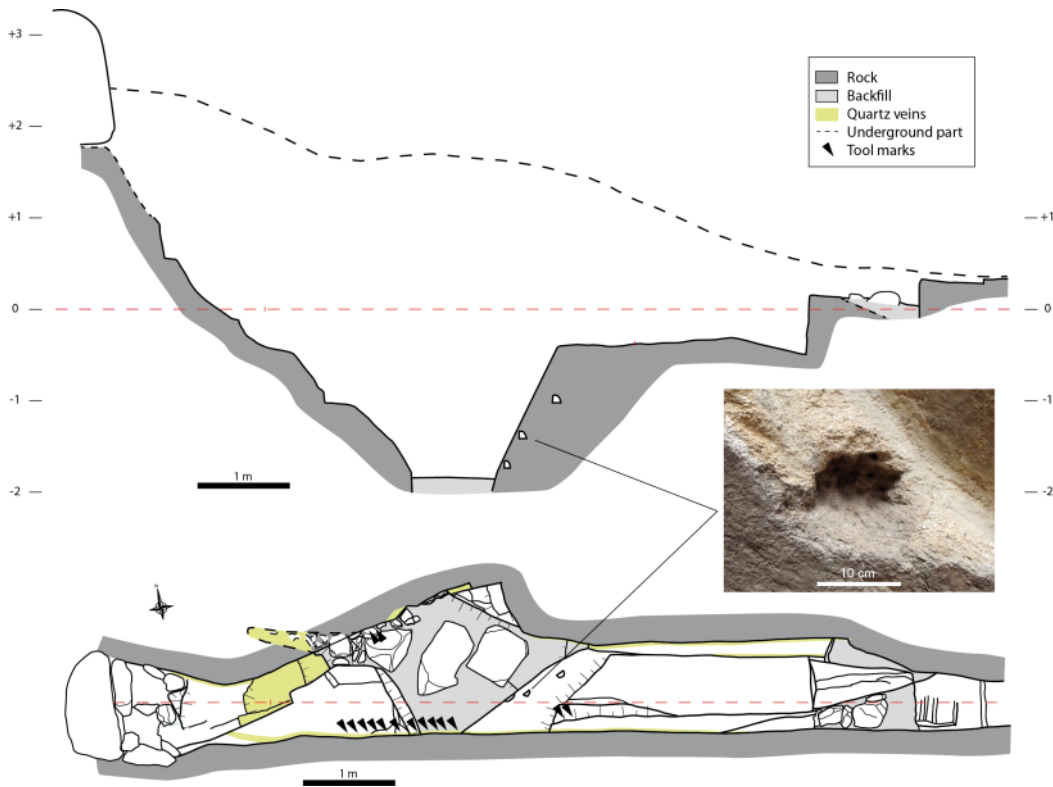 +3
+2
+1
0
-1
-2
Rock
Backfill
Quartz veins
Underground part
Tool marks
+1
0
-1
-2
1 m
10 cm
1 m